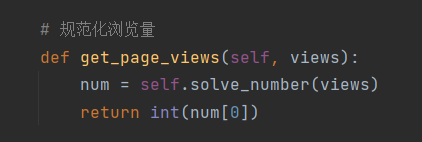 # 规范化浏览量
def get_page_views(self, views):
    num = self.solve_number(views)
    return int(num[0])